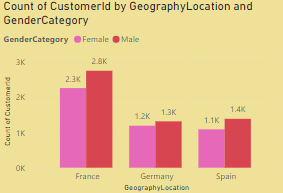 Count of CustomerId by GeographyLocation and
GenderCategory
GenderCategory Female Male
3K
2K
1K
0K
Count of CustomerId
2.3K
2.8K
1.2K
1.3K
1.1K
1.4K
France Germany Spain
GeographyLocation